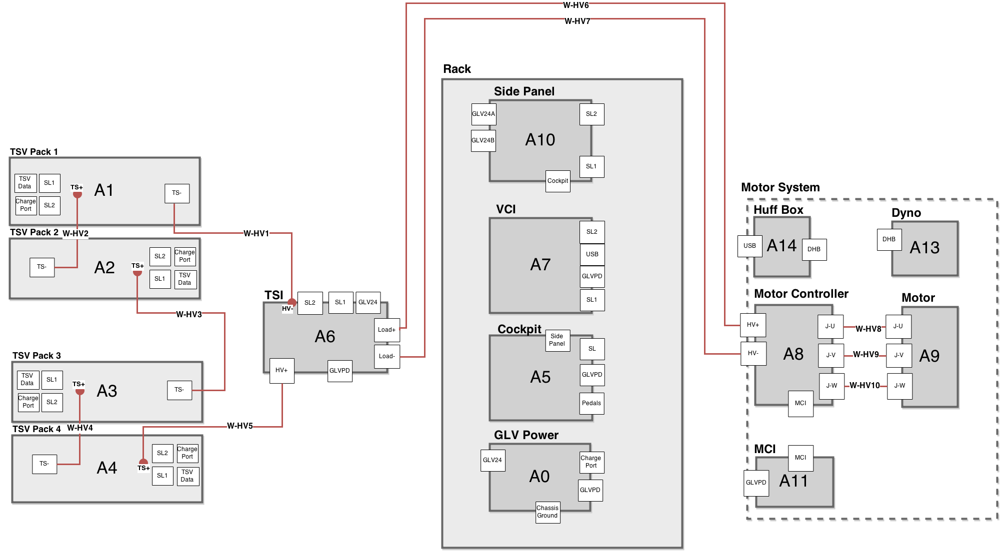 W-HV6
W-HV7
Rack
Side Panel
GLV24A
SL2
A10
GLV24B
SL1
Cockpit
TSV Pack 1
TSV
Data
SL1
TS+
A1
TS-
Charge
Port
SL2
TSV Pack 2
W-HV2
W-HV1
TS-
A2
TS+
SL2
Charge
Port
SL1
TSV
Data
W-HV3
TSI
HV-
SL2
SL1
GLV24
Load+
A6
Load-
HV+
GLVPD
TSV Pack 3
TSV
Data
SL1
TS+
A3
TS-
Charge
Port
SL2
TSV Pack 4
W-HV4
W-HV5
TS-
A4
TS+
SL2
Charge
Port
SL1
TSV
Data
VCI
SL2
USB
A7
GLVPD
SL1
Cockpit
Side
Panel
SL
A5
GLVPD
Pedals
GLV Power
GLV24
Charge
Port
A0
GLVPD
Chassis
Ground
Motor System
Huff Box
USB
A14
DHB
Dyno
DHB
A13
Motor Controller
Motor
HV+
J-U
W-HV8
J-U
HV-
A8
J-V
W-HV9
J-V
A9
J-W
W-HV10
J-W
MCI
MCI
MCI
GLVPD
A11